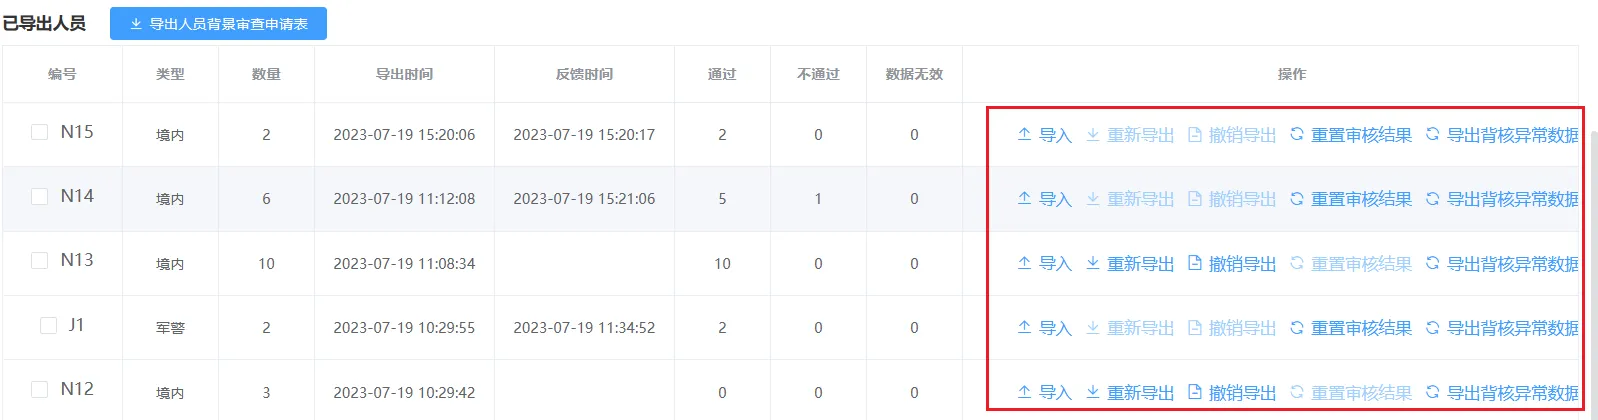 已导出人员 导出人员背景审查申请表
编号 类型 数量 导出时间 反馈时间 通过 不通过 数据无效 操作
N15 境内 2 2023-07-19 15:20:06 2023-07-19 15:20:17 2 0 0 导入 重新导出 撤销导出 重置审核结果 导出背核异常数据
N14 境内 6 2023-07-19 11:12:08 2023-07-19 15:21:06 5 1 0 导入 重新导出 撤销导出 重置审核结果 导出背核异常数据
N13 境内 10 2023-07-19 11:08:34 10 0 0 导入 重新导出 撤销导出 重置审核结果 导出背核异常数据
J1 军警 2 2023-07-19 10:29:55 2023-07-19 11:34:52 2 0 0 导入 重新导出 撤销导出 重置审核结果 导出背核异常数据
N12 境内 3 2023-07-19 10:29:42 0 0 0 导入 重新导出 撤销导出 重置审核结果 导出背核异常数据